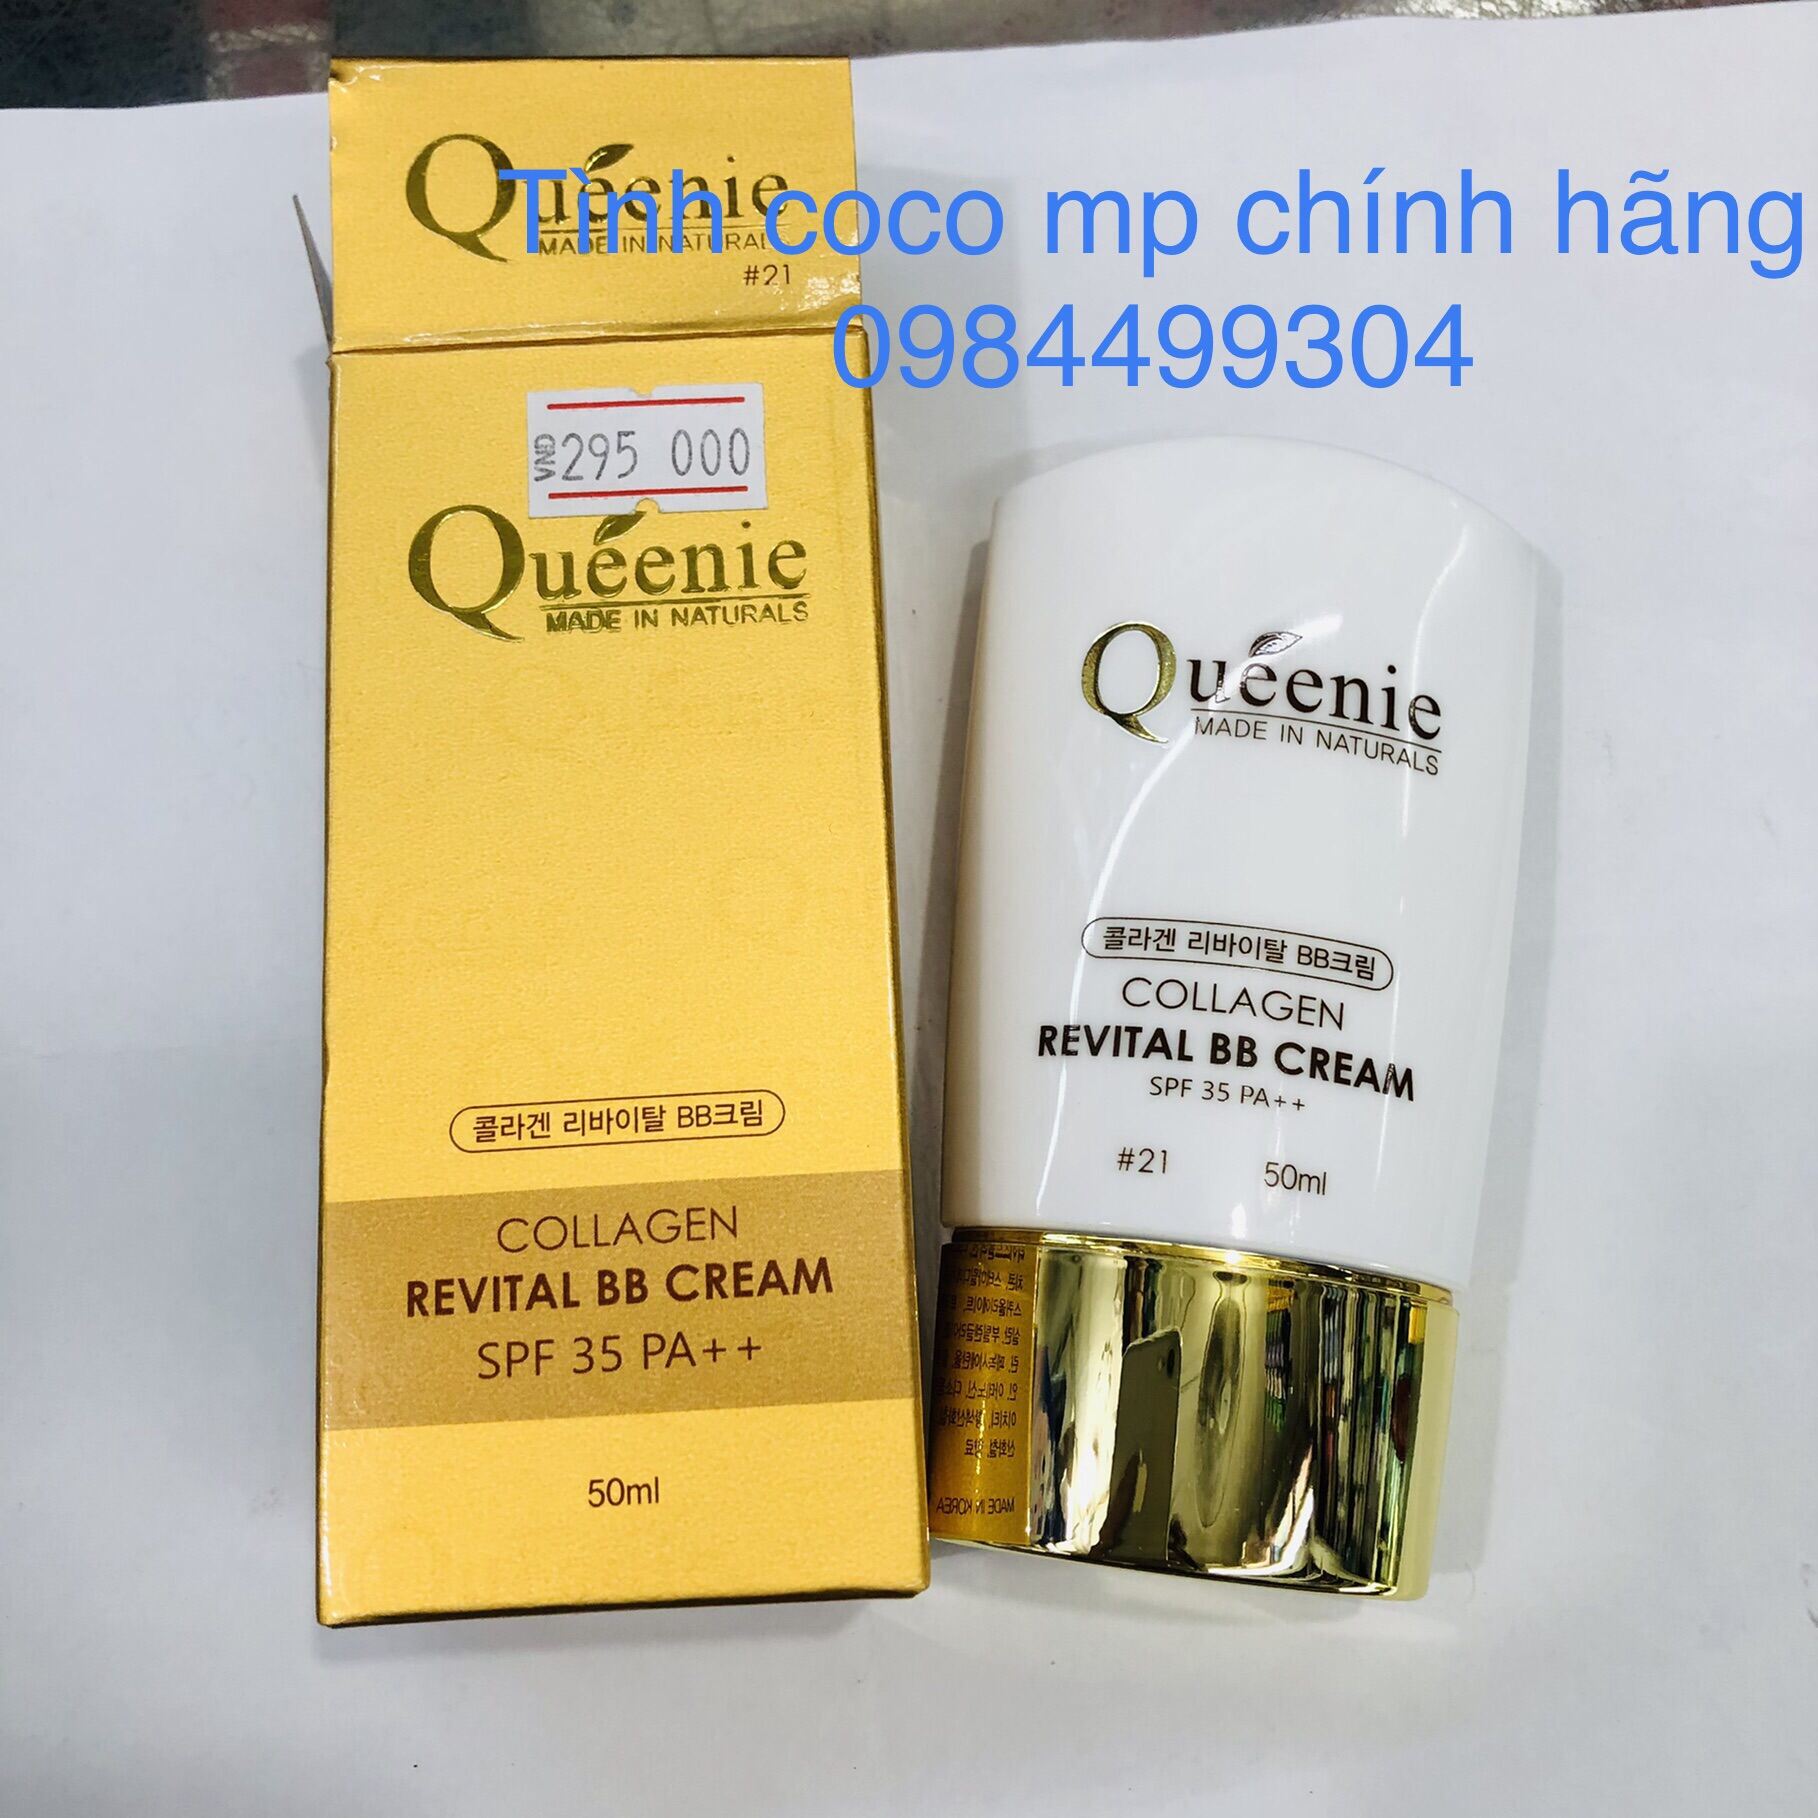 Tình coco mp chính hãng
0984499304
Quéenie
MADE IN NATURALS
#21
VND 295 000
Quéenie
MADE IN NATURALS
콜라겐 리바이탈 BB크림
COLLAGEN
REVITAL BB CREAM
SPF 35 PA++
50ml
Quéenie
MADE IN NATURALS
콜라겐 리바이탈 BB크림
COLLAGEN
REVITAL BB CREAM
SPF 35 PA++
#21 50ml
MADE IN KOREA